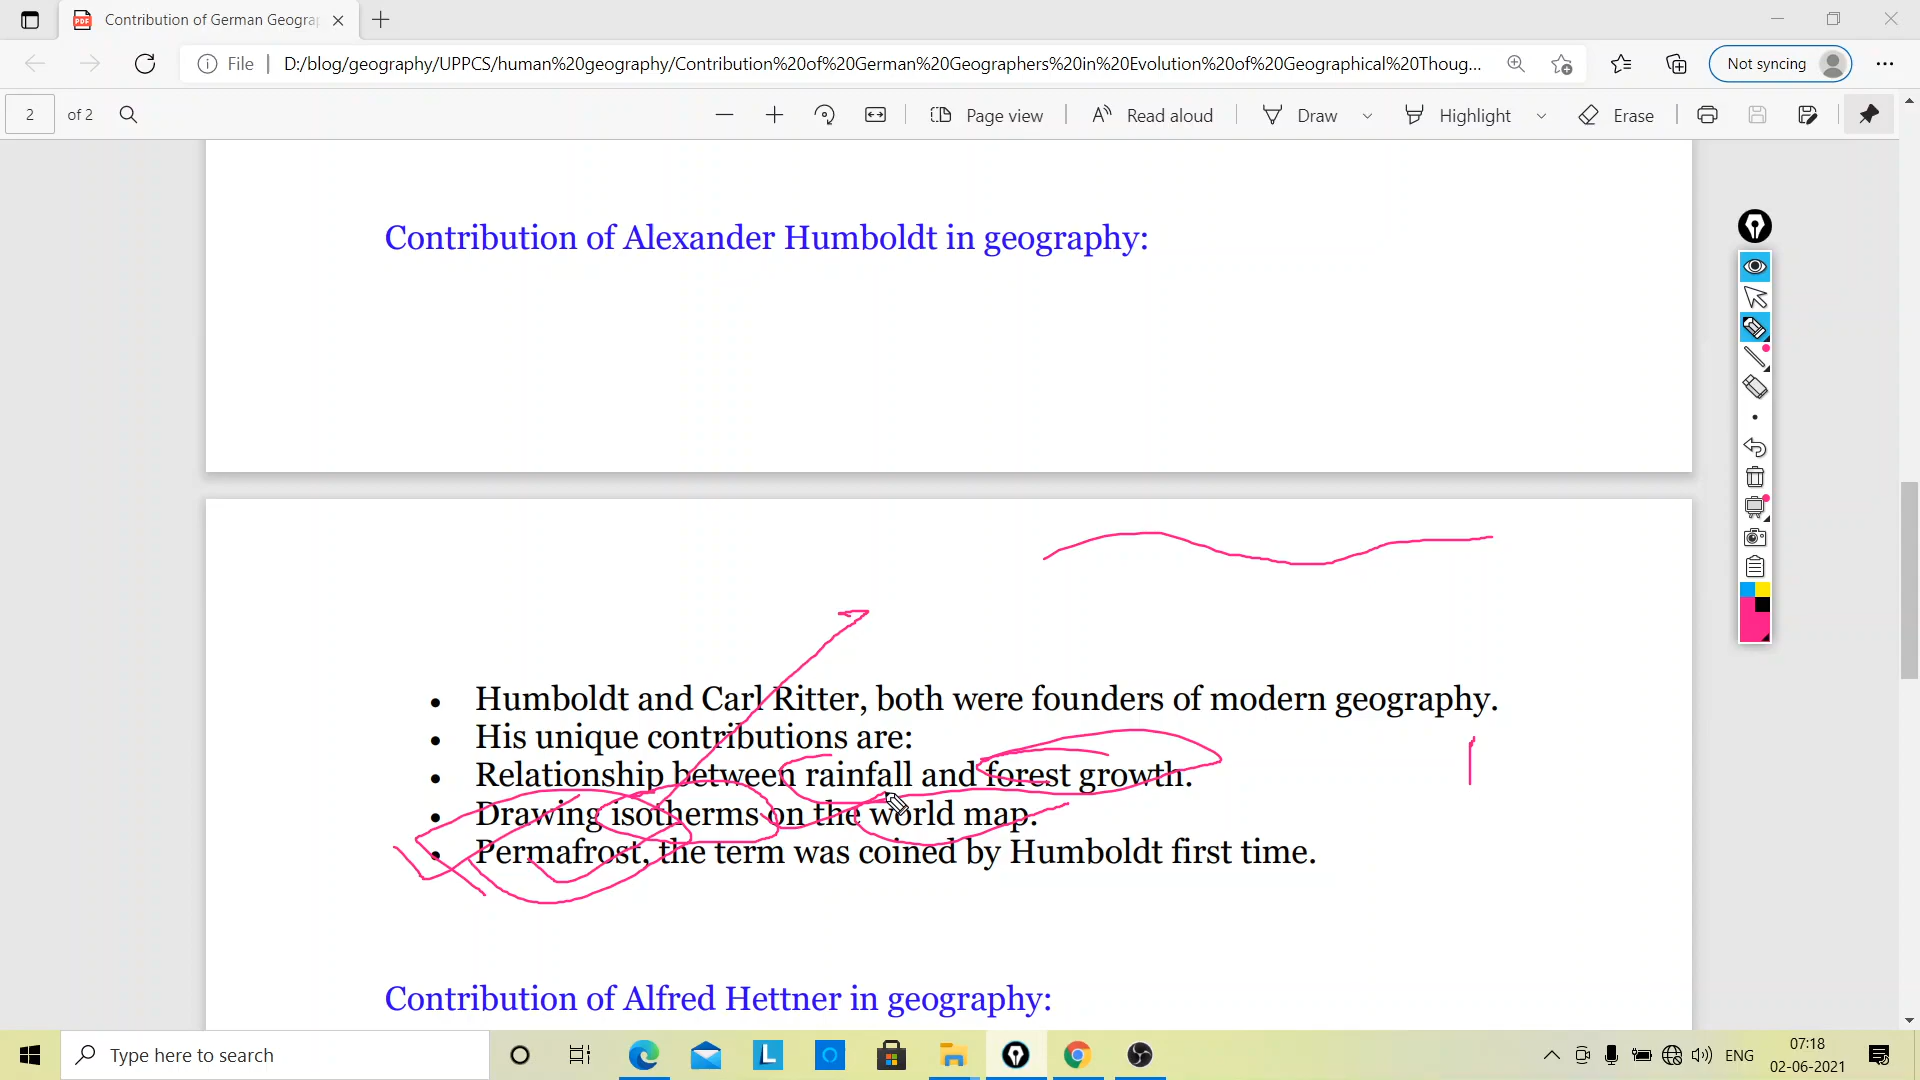 Contribution of German Geograp
File
D:/blog/geography/UPPCS/human%20geography/Contribution%20of%20German%20Geographers%20in%20Evolution%20of%20Geographical%20Thoug...
Not syncing
2 of 2
Page view
Read aloud
Draw
Highlight
Erase
Contribution of Alexander Humboldt in geography:
• Humboldt and Carl Ritter, both were founders of modern geography.
• His unique contributions are:
• Relationship between rainfall and forest growth.
• Drawing isotherms on the world map.
• Permafrost, the term was coined by Humboldt first time.
Contribution of Alfred Hettner in geography:
Type here to search
L
ENG
07:18
02-06-2021